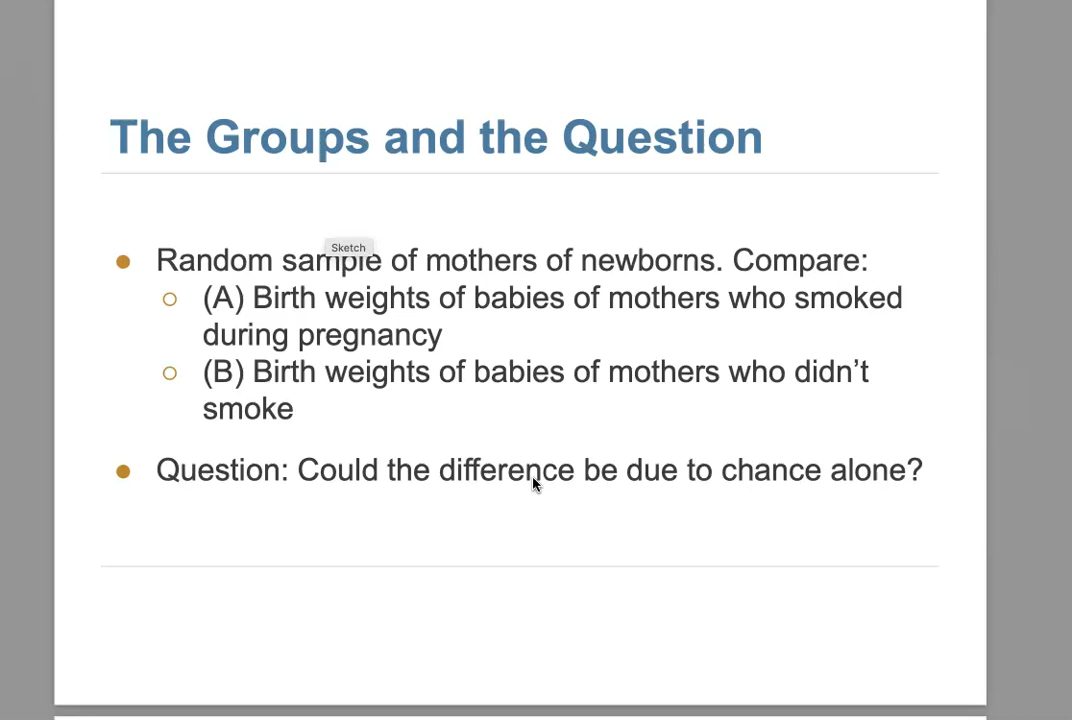 The Groups and the Question
Sketch
Random sample of mothers of newborns. Compare:
(A) Birth weights of babies of mothers who smoked
during pregnancy
(B) Birth weights of babies of mothers who didn’t
smoke
Question: Could the difference be due to chance alone?